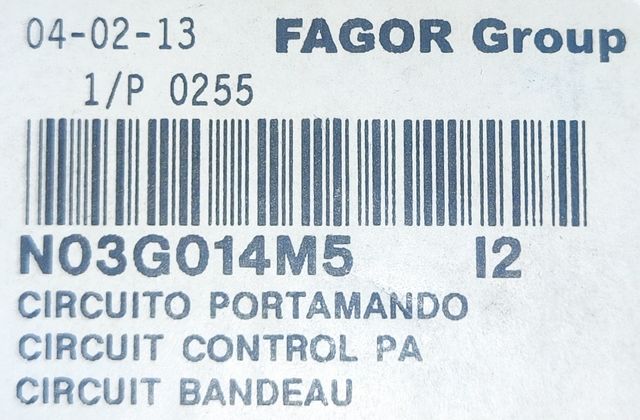 04-02-13 FAGOR Group
1/P 0255
N03G014M5 I2
CIRCUITO PORTAMANDO
CIRCUIT CONTROL PA
CIRCUIT BANDEAU